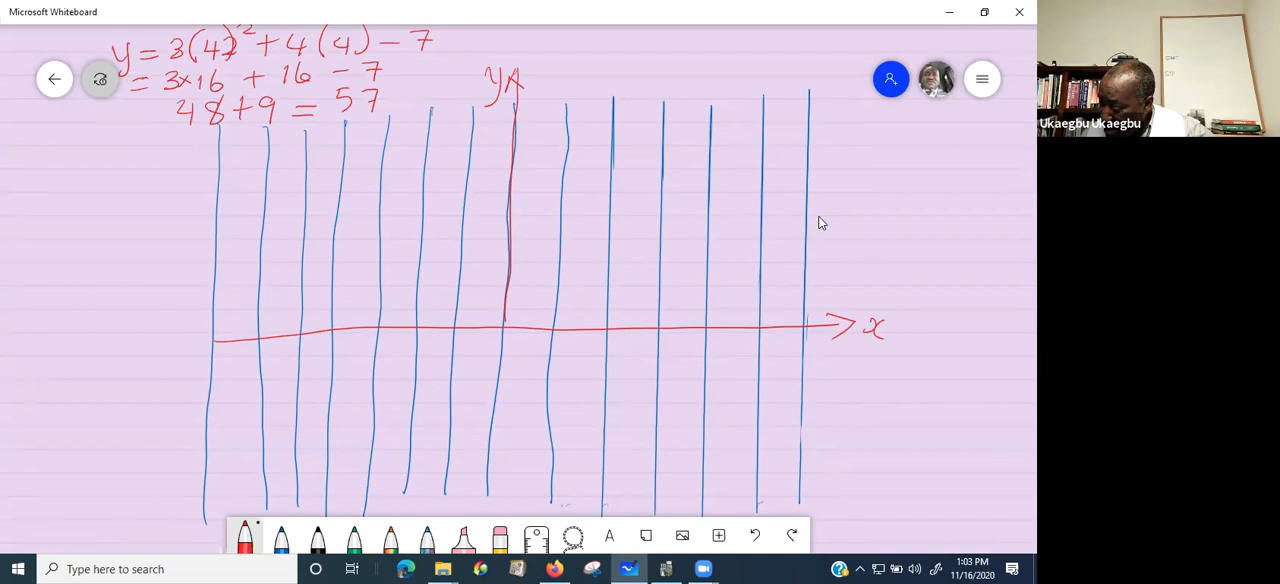 Microsoft Whiteboard
y = 3(4)² + 4(4) - 7
= 3×16 + 16 - 7
48 + 9 = 57
y
x
Ukaegbu Ukaegbu
A
Type here to search
1:03 PM
11/16/2020